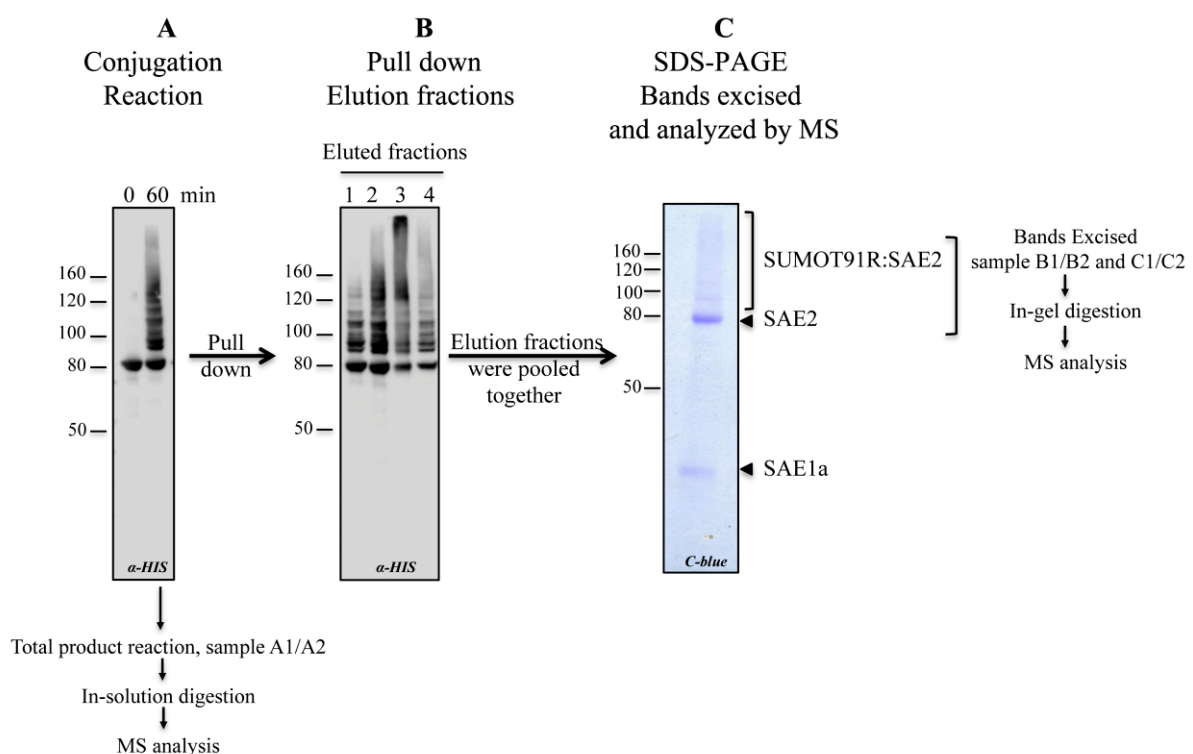 A
Conjugation
Reaction
0 60 min
160
120
100
80
50
α-HIS
Total product reaction, sample A1/A2
In-solution digestion
MS analysis
Pull
down
B
Pull down
Elution fractions
Eluted fractions
1 2 3 4
160
120
100
80
50
α-HIS
Elution fractions
were pooled
together
C
SDS-PAGE
Bands excised
and analyzed by MS
160
120
100
80
50
SUMOT91R:SAE2
SAE2
SAE1a
C-blue
Bands Excised
sample B1/B2 and C1/C2
In-gel digestion
MS analysis